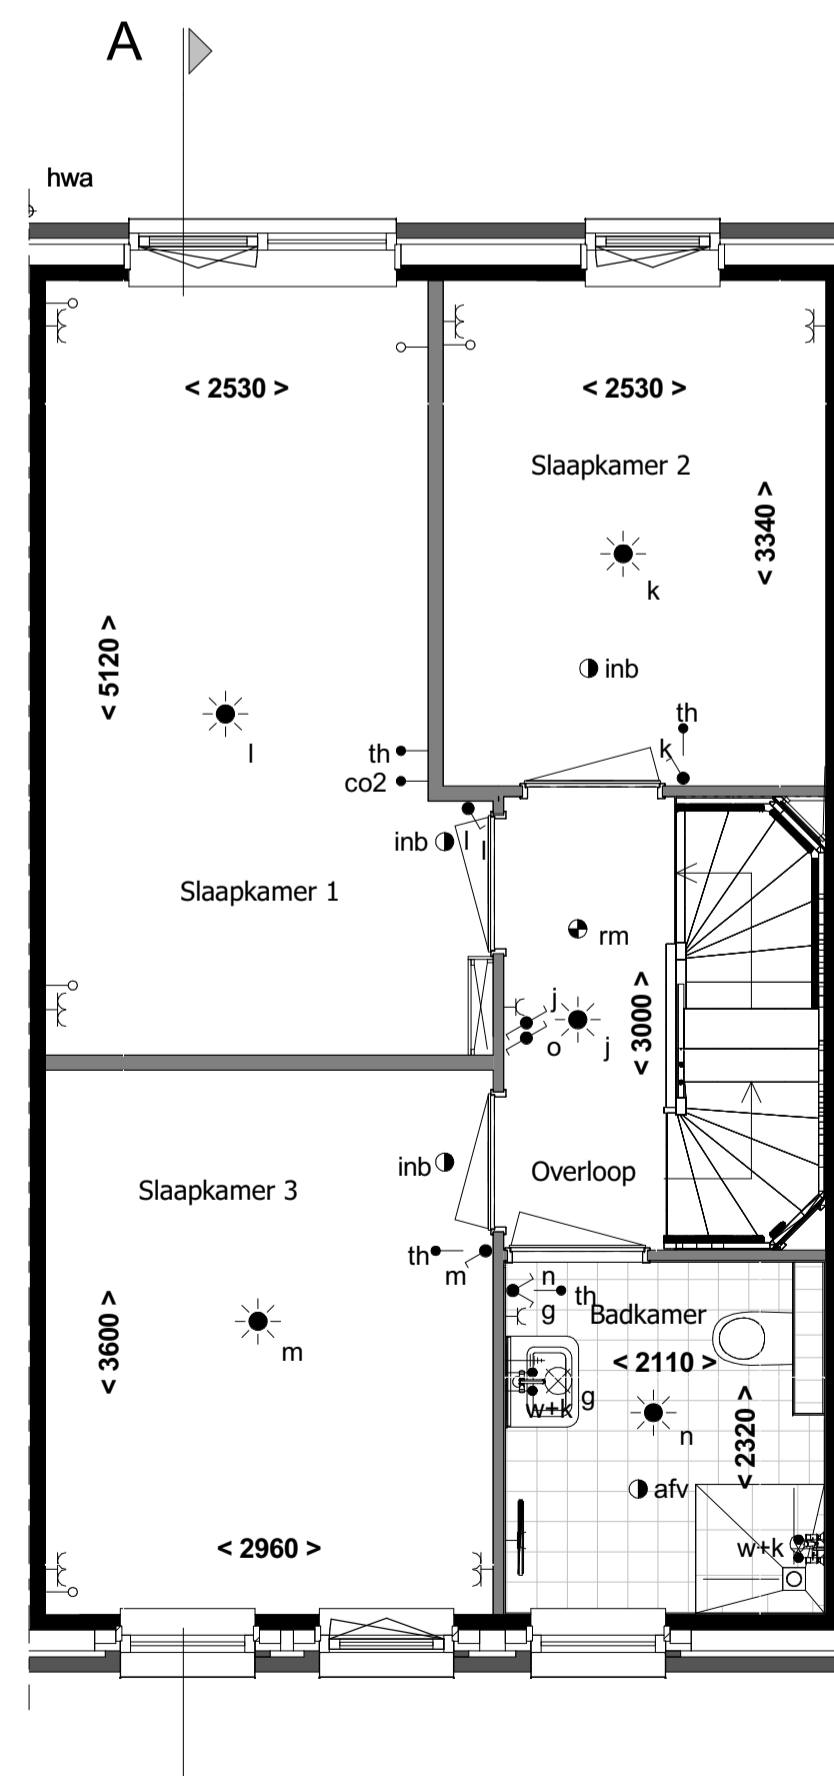 A
hwa
< 2530 >
< 2530 >
Slaapkamer 2
< 3340 >
k
inb
< 5120 >
l
th
k
th
co2
inb
l
l
Slaapkamer 1
rm
j
< 3000 >
o
j
inb
Slaapkamer 3
Overloop
th
m
n
th
g
Badkamer
< 3600 >
m
< 2110 >
g
w+k
n
< 2320 >
afv
< 2960 >
w+k